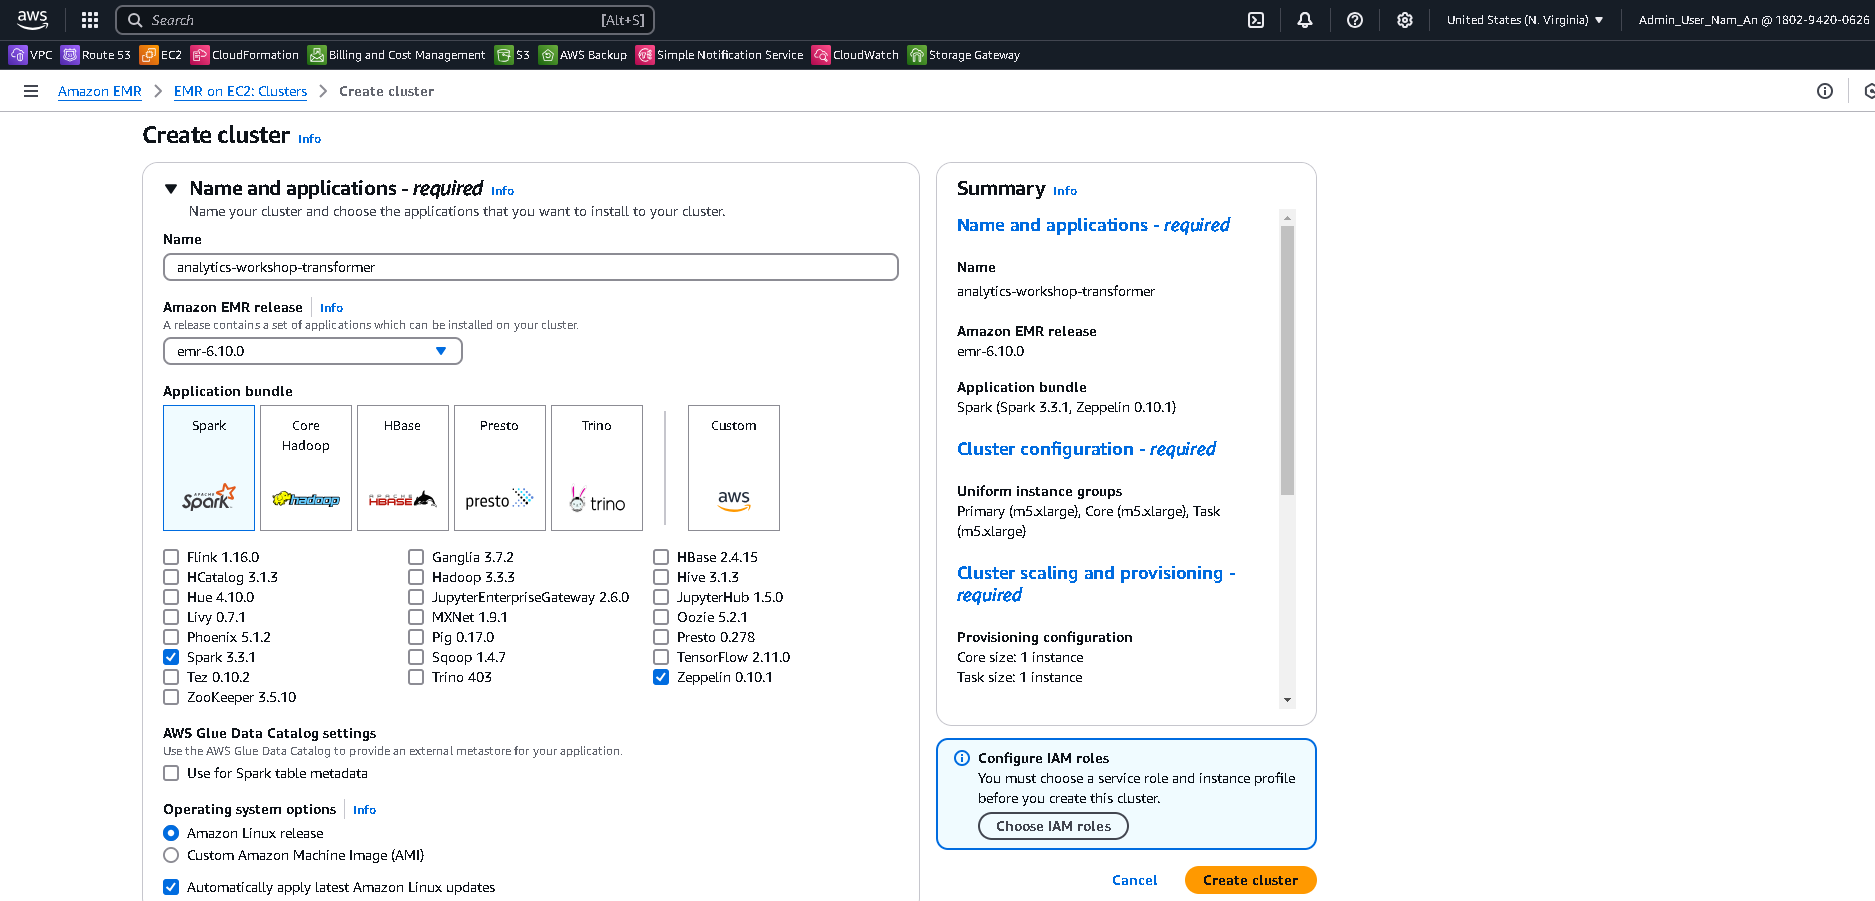 aws
Search [Alt+S]
United States (N. Virginia)
Admin_User_Nam_An @ 1802-9420-0626
VPC Route 53 EC2 CloudFormation Billing and Cost Management S3 AWS Backup Simple Notification Service CloudWatch Storage Gateway
Amazon EMR > EMR on EC2: Clusters > Create cluster
Create cluster Info
Name and applications - required Info
Name your cluster and choose the applications that you want to install to your cluster.
Name
analytics-workshop-transformer
Amazon EMR release Info
A release contains a set of applications which can be installed on your cluster.
emr-6.10.0
Application bundle
Spark
Core Hadoop
HBase
Presto
Trino
Custom
APACHE Spark
hadoop
APACHE HBASE
presto
trino
aws
Flink 1.16.0
Ganglia 3.7.2
HBase 2.4.15
HCatalog 3.1.3
Hadoop 3.3.3
Hive 3.1.3
Hue 4.10.0
JupyterEnterpriseGateway 2.6.0
JupyterHub 1.5.0
Livy 0.7.1
MXNet 1.9.1
Oozie 5.2.1
Phoenix 5.1.2
Pig 0.17.0
Presto 0.278
Spark 3.3.1
Sqoop 1.4.7
TensorFlow 2.11.0
Tez 0.10.2
Trino 403
Zeppelin 0.10.1
ZooKeeper 3.5.10
AWS Glue Data Catalog settings
Use the AWS Glue Data Catalog to provide an external metastore for your application.
Use for Spark table metadata
Operating system options Info
Amazon Linux release
Custom Amazon Machine Image (AMI)
Automatically apply latest Amazon Linux updates
Summary Info
Name and applications - required
Name
analytics-workshop-transformer
Amazon EMR release
emr-6.10.0
Application bundle
Spark (Spark 3.3.1, Zeppelin 0.10.1)
Cluster configuration - required
Uniform instance groups
Primary (m5.xlarge), Core (m5.xlarge), Task
(m5.xlarge)
Cluster scaling and provisioning -
required
Provisioning configuration
Core size: 1 instance
Task size: 1 instance
Configure IAM roles
You must choose a service role and instance profile
before you create this cluster.
Choose IAM roles
Cancel
Create cluster